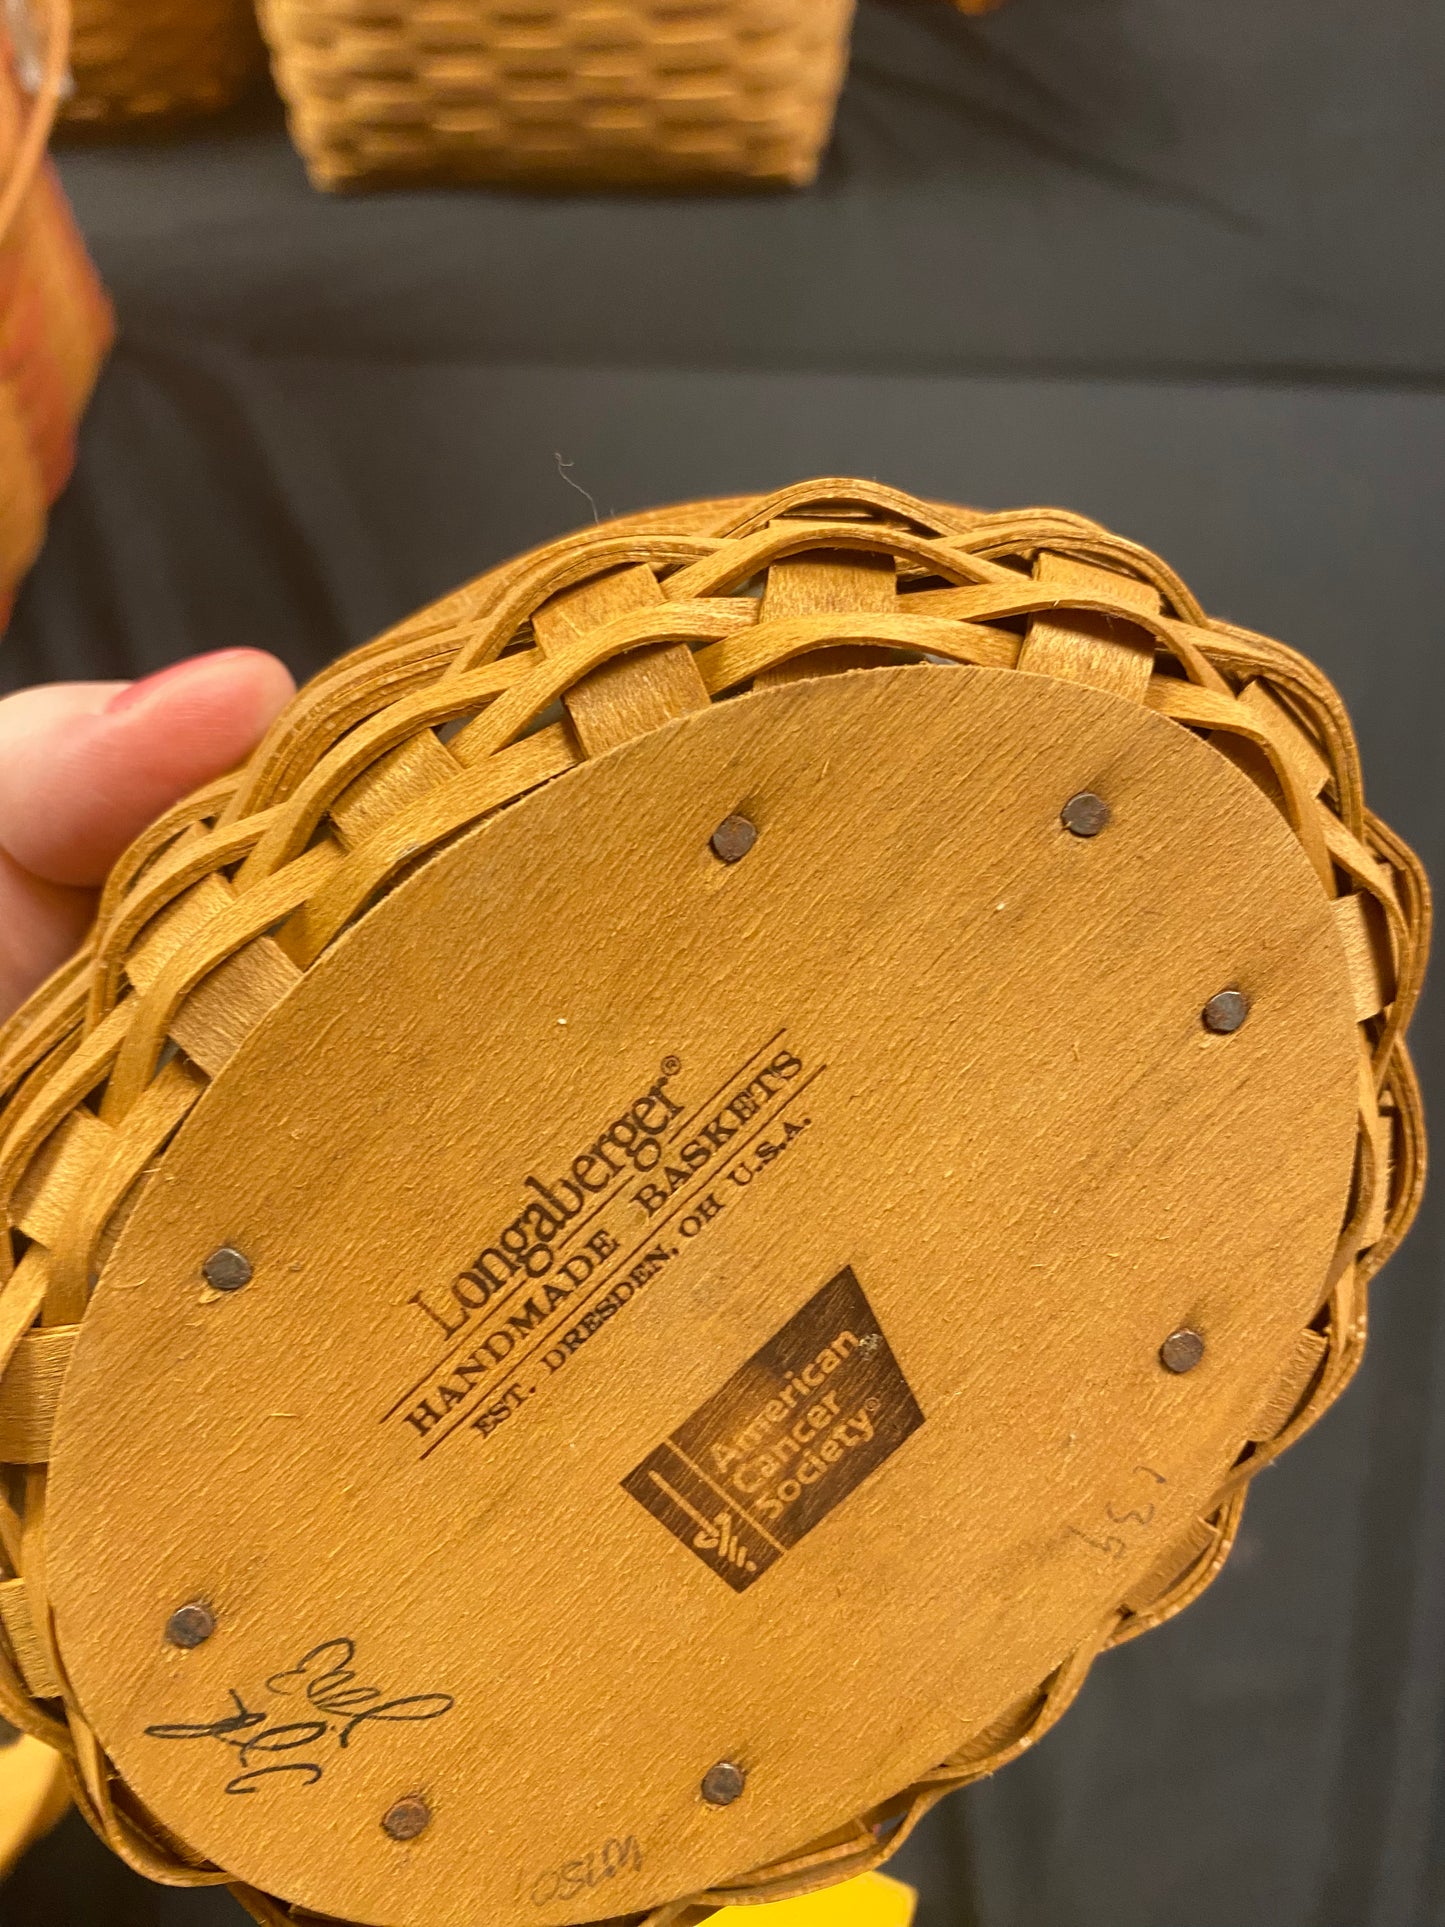 Longaberger®
HANDMADE BASKETS
EST. DRESDEN, OH U.S.A.
American
Cancer
Society®